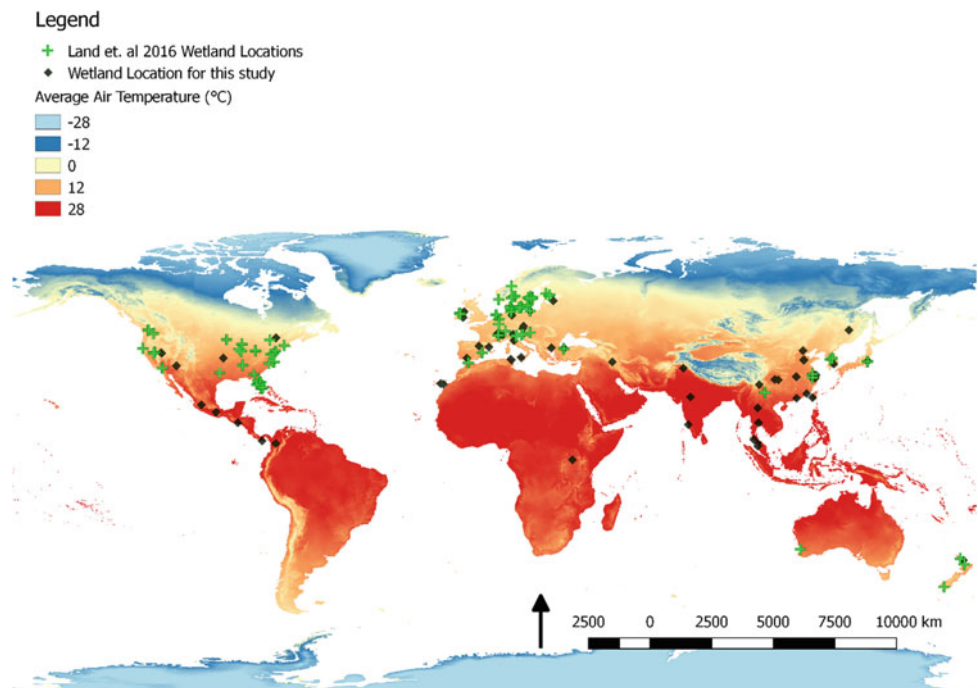 Legend
Land et. al 2016 Wetland Locations
Wetland Location for this study
Average Air Temperature (°C)
-28
-12
0
12
28
2500 0 2500 5000 7500 10000 km